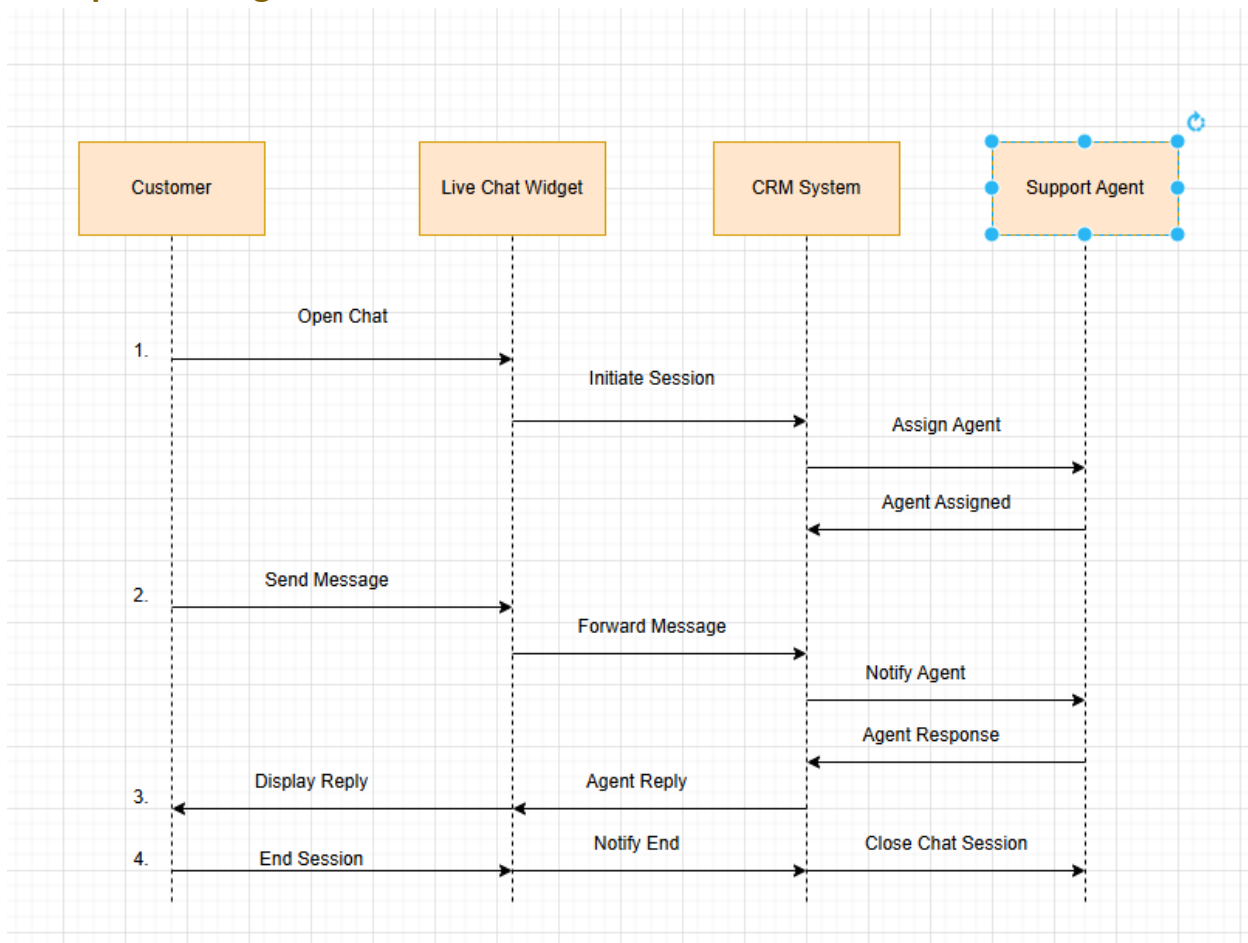 Customer
Live Chat Widget
CRM System
Support Agent
Open Chat
1.
Initiate Session
Assign Agent
Agent Assigned
Send Message
2.
Forward Message
Notify Agent
Agent Response
Display Reply
Agent Reply
3.
Notify End
Close Chat Session
4.
End Session